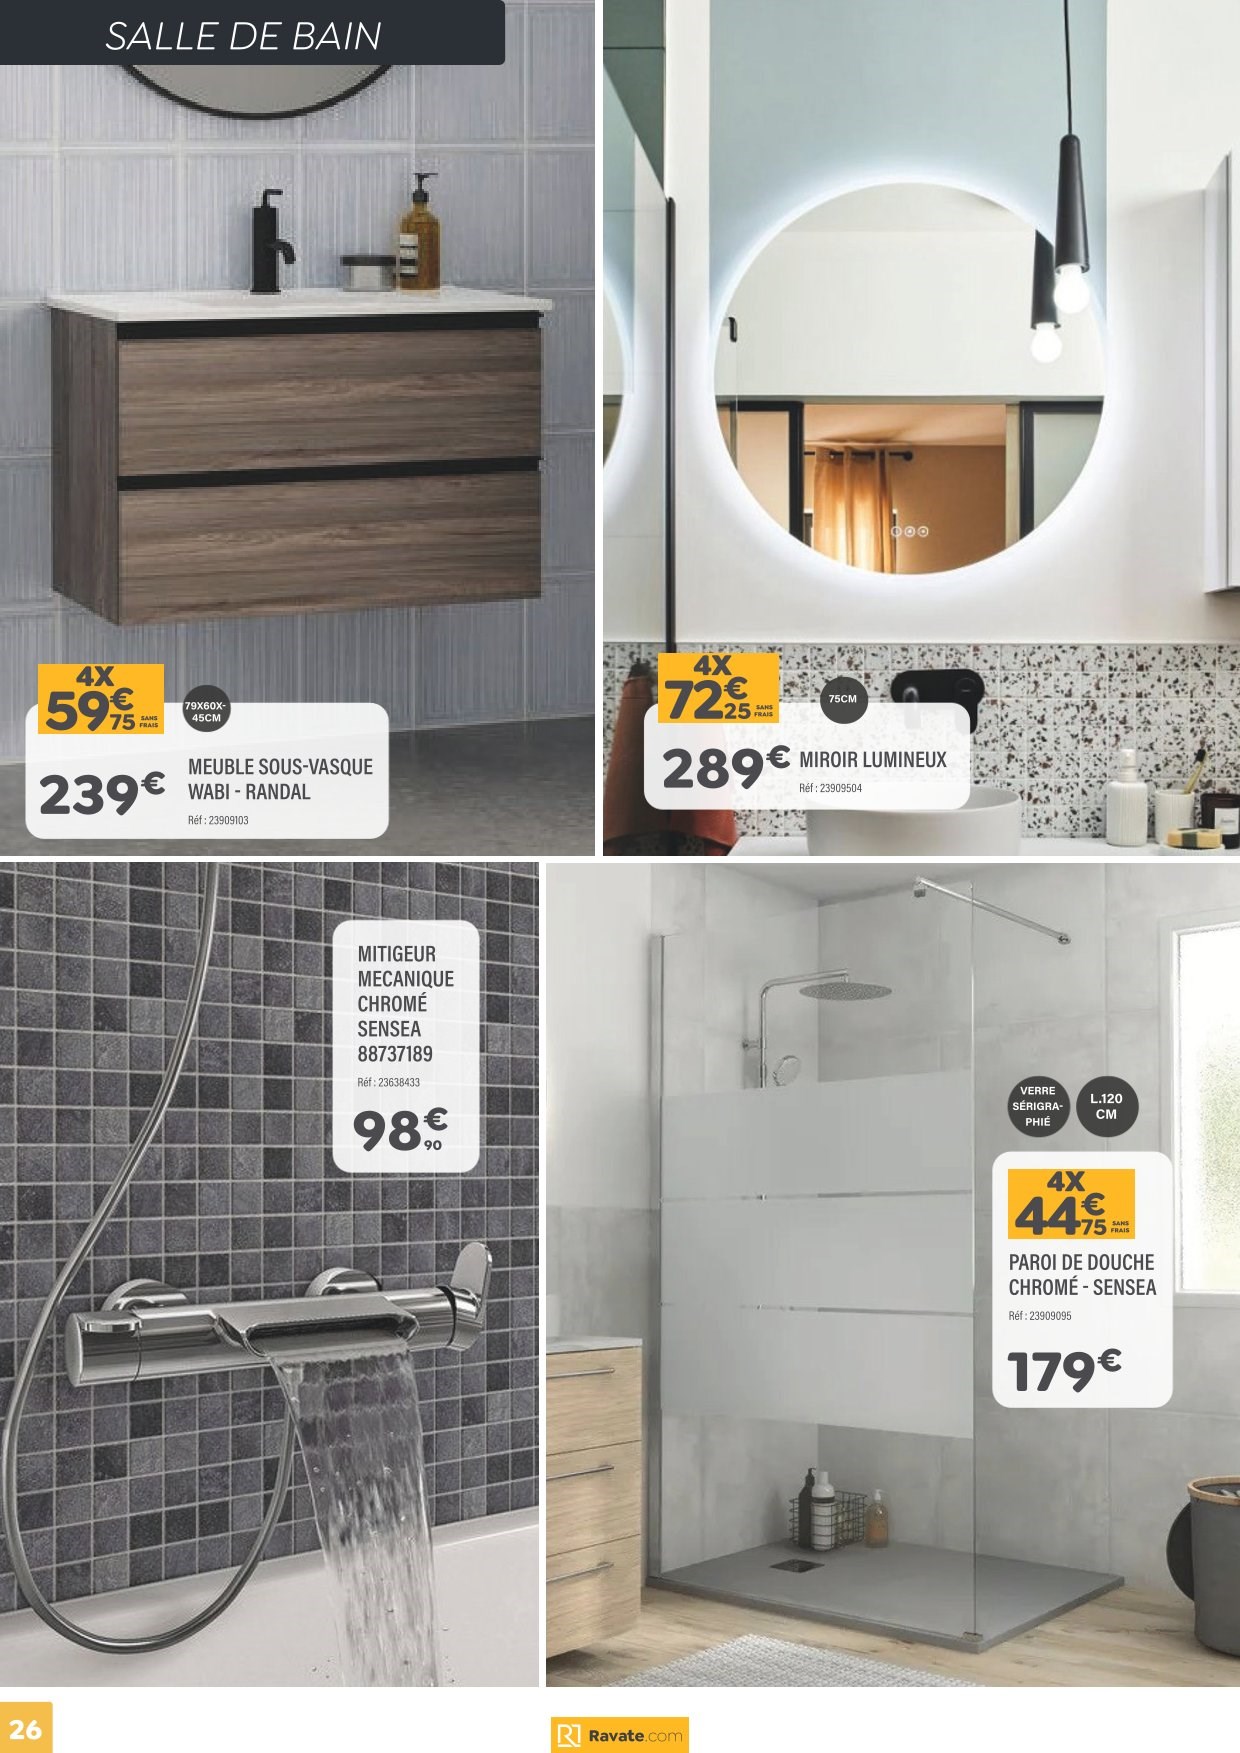 SALLE DE BAIN
4X
59€75 SANS FRAIS
79X60X-
45CM
239€
MEUBLE SOUS-VASQUE
WABI - RANDAL
Réf : 23909103
4X
72€25 SANS FRAIS
75CM
289€
MIROIR LUMINEUX
Réf : 23909504
MITIGEUR
MECANIQUE
CHROMÉ
SENSEA
88737189
Réf : 23638433
98€90
VERRE
SÉRIGRA-
PHIÉ
L.120
CM
4X
44€75 SANS FRAIS
PAROI DE DOUCHE
CHROMÉ - SENSEA
Réf : 23909095
179€
26
Ravate.com